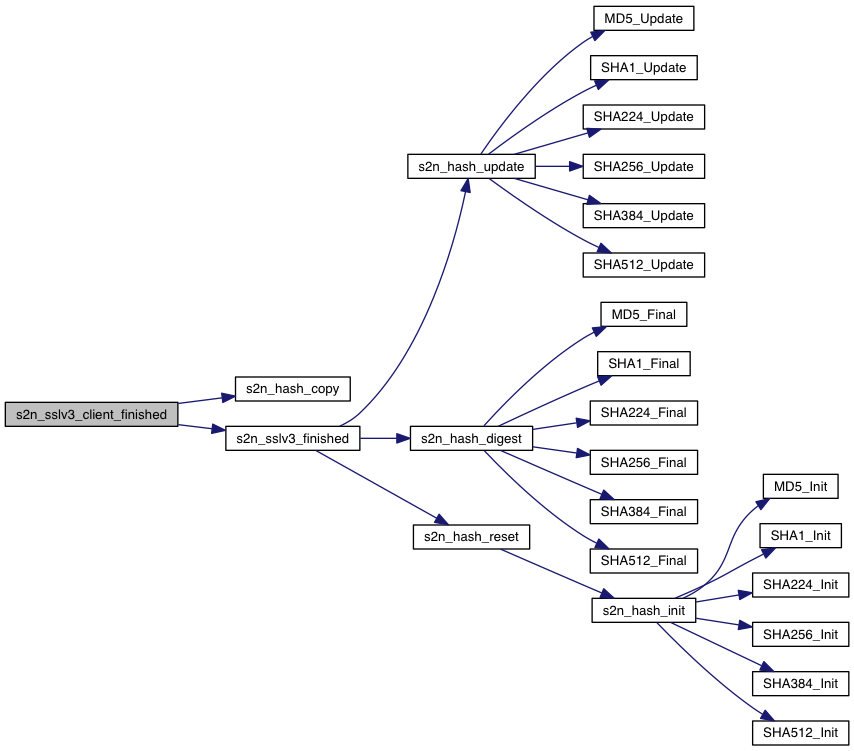 MD5_Update
SHA1_Update
SHA224_Update
s2n_hash_update
SHA256_Update
SHA384_Update
SHA512_Update
MD5_Final
SHA1_Final
s2n_hash_copy
s2n_sslv3_client_finished
SHA224_Final
s2n_sslv3_finished
s2n_hash_digest
SHA256_Final
MD5_Init
SHA384_Final
s2n_hash_reset
SHA1_Init
SHA512_Final
SHA224_Init
s2n_hash_init
SHA256_Init
SHA384_Init
SHA512_Init